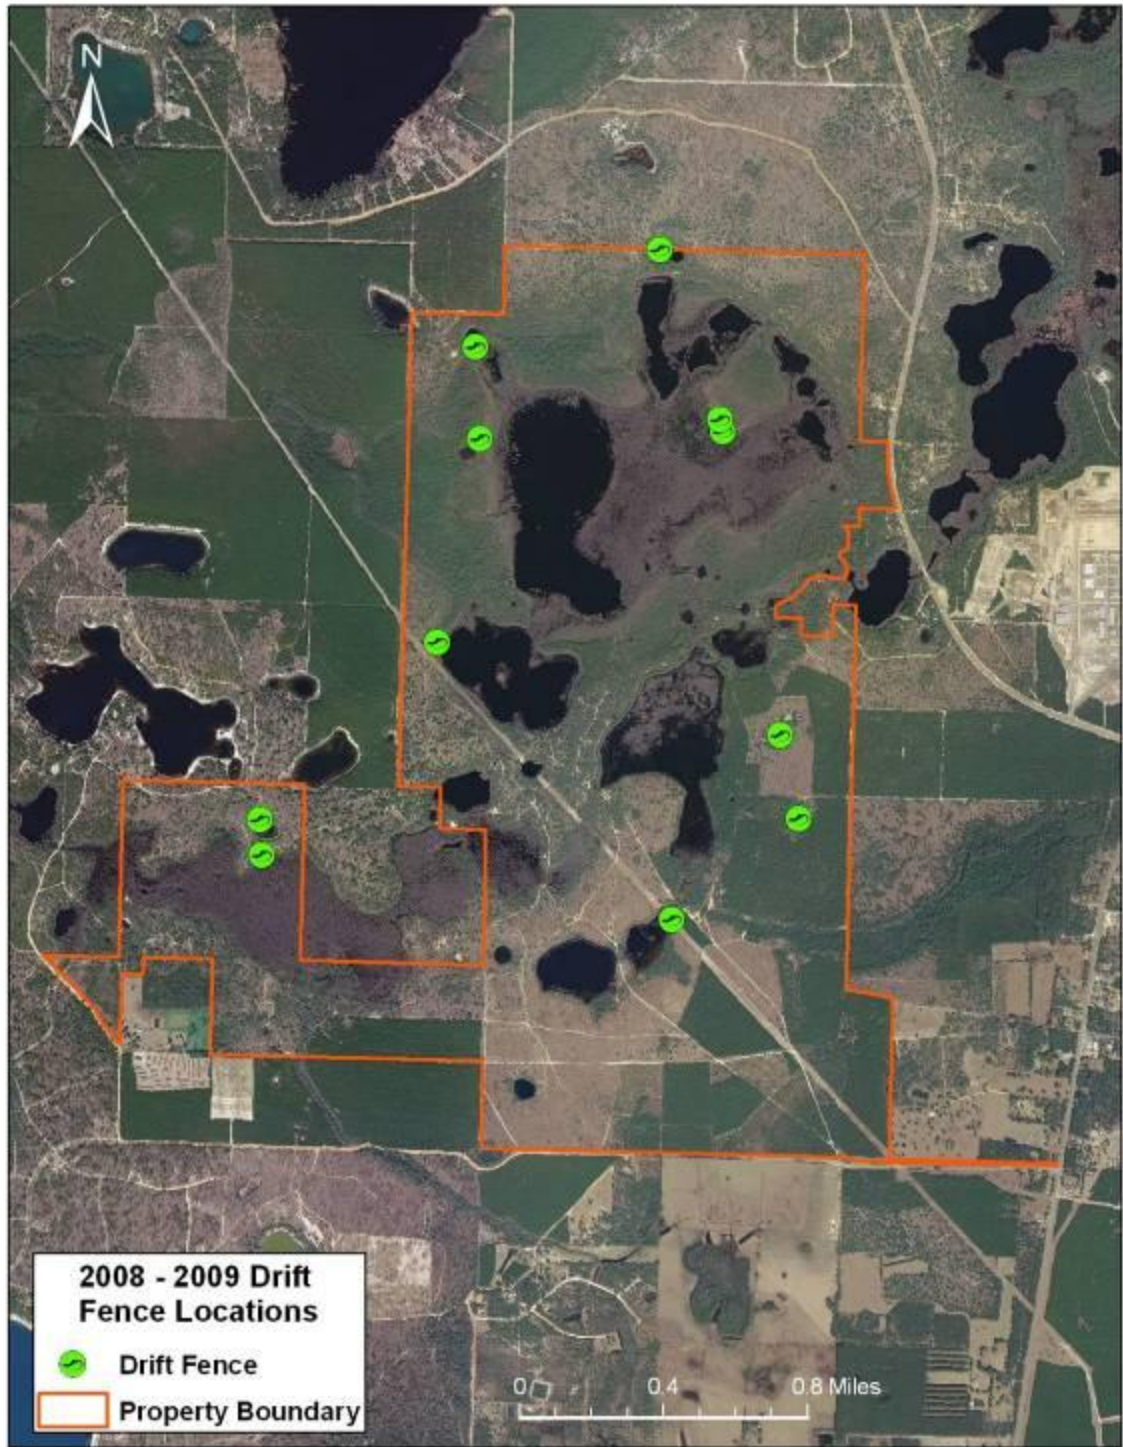 N
2008 - 2009 Drift
Fence Locations
Drift Fence
Property Boundary
0 0.4 0.8 Miles